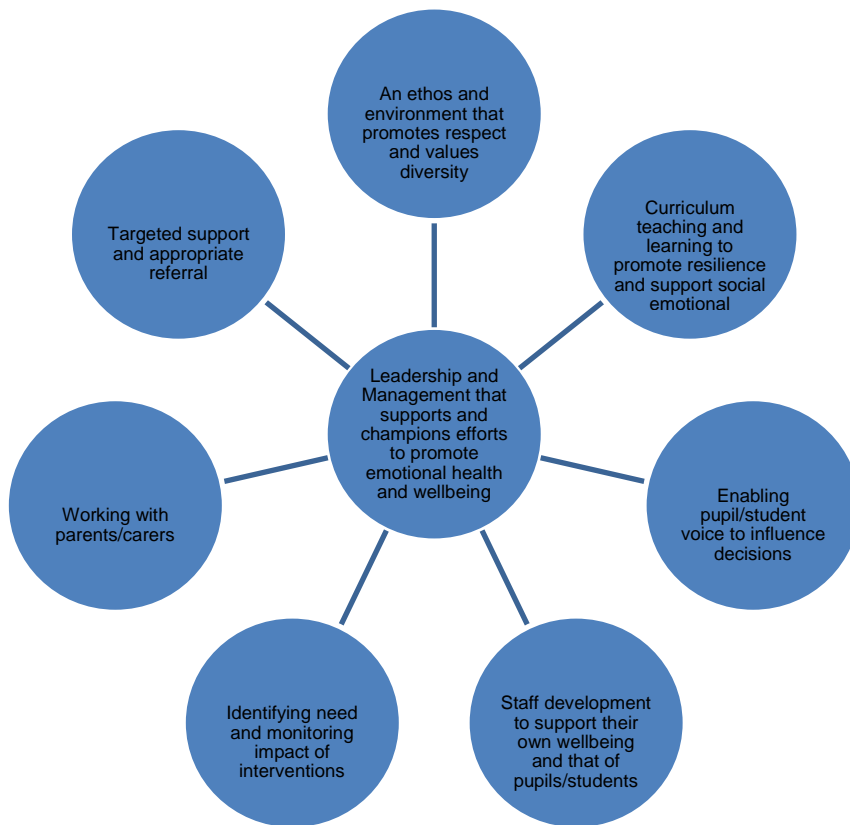 An ethos and
environment that
promotes respect
and values
diversity
Curriculum
teaching and
learning to
promote resilience
and support social
emotional
Enabling
pupil/student
voice to influence
decisions
Staff development
to support their
own wellbeing
and that of
pupils/students
Identifying need
and monitoring
impact of
interventions
Working with
parents/carers
Targeted support
and appropriate
referral
Leadership and
Management that
supports and
champions efforts
to promote
emotional health
and wellbeing